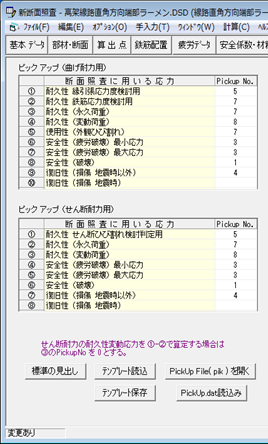 新断面照査 - 高架線路直角方向端部ラーメン.DSD (線路直角方向端部ラー
ファイル(F) 編集(E) オプション(O) 手入力(T) ウィンドウ(W) 計算(C)
基本データ 部材・断面 算出点 鉄筋配置 疲労データ 安全係数・材
ピックアップ (曲げ耐力用)
断面照査に用いる応力 Pickup No.
① 耐久性 縁引張応力度検討用 5
② 耐久性 鉄筋応力度検討用 7
③ 耐久性 (永久荷重) 7
④ 耐久性 (変動荷重) 8
⑤ 使用性 (外観ひび割れ) 7
⑥ 安全性 (疲労破壊) 最小応力 3
⑦ 安全性 (疲労破壊) 最大応力 3
⑧ 安全性 (破壊) 1
⑨ 復旧性 (損傷 地震時以外) 4
⑩ 復旧性 (損傷 地震時)
ピックアップ (せん断耐力用)
断面照査に用いる応力 Pickup No.
① 耐久性 せん断ひび割れ検討判定用 5
② 耐久性 (永久荷重) 7
③ 耐久性 (変動荷重) 8
④ 安全性 (疲労破壊) 最小応力 3
⑤ 安全性 (疲労破壊) 最大応力 3
⑥ 安全性 (破壊) 1
⑦ 復旧性 (損傷 地震時以外) 4
⑧ 復旧性 (損傷 地震時)
せん断耐力の耐久性変動応力を①-②で算定する場合は
③のPickupNo を 0 とする。
標準の見出し テンプレート読込 PickUp File(.plk) を開く
テンプレート保存 PickUp.dat読込み
変更あり